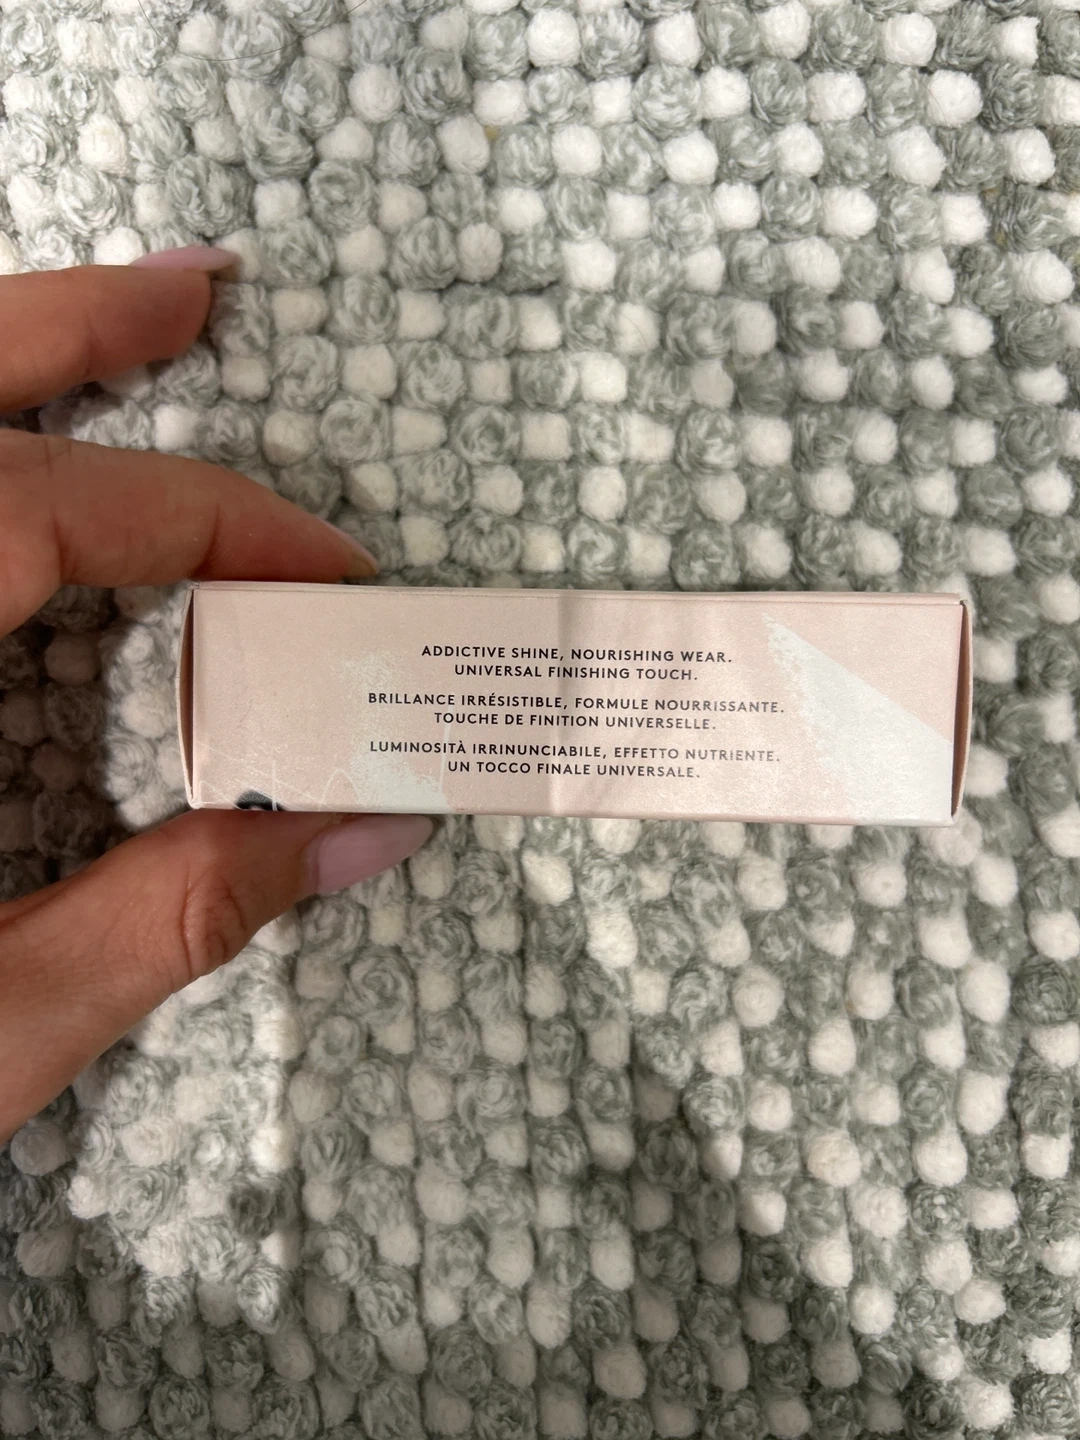 ADDICTIVE SHINE, NOURISHING WEAR.
UNIVERSAL FINISHING TOUCH.
BRILLANCE IRRÉSISTIBLE, FORMULE NOURRISSANTE.
TOUCHE DE FINITION UNIVERSELLE.
LUMINOSITÀ IRRINUNCIABILE, EFFETTO NUTRIENTE.
UN TOCCO FINALE UNIVERSALE.